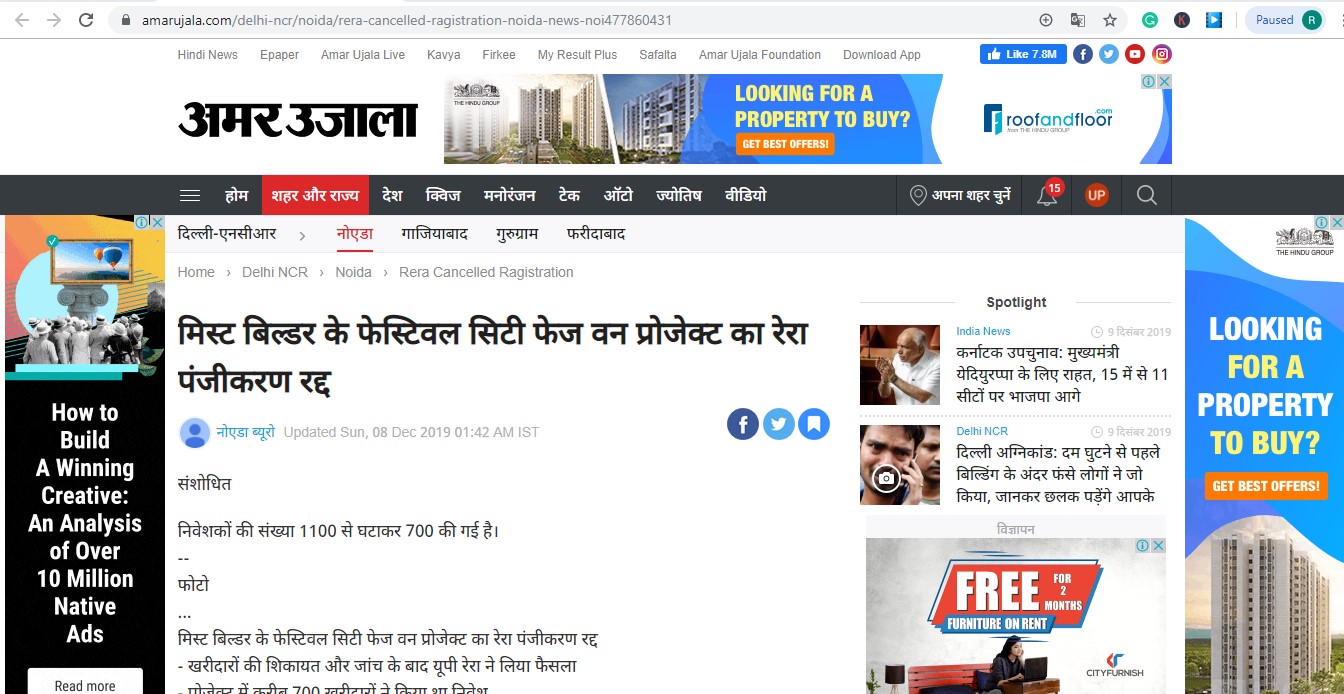 amarujala.com/delhi-ncr/noida/rera-cancelled-ragistration-noida-news-noi477860431
Paused R
Hindi News Epaper Amar Ujala Live Kavya Firkee My Result Plus Safalta Amar Ujala Foundation Download App Like 7.8M
अमर उजाला
THE HINDU GROUP
LOOKING FOR A
PROPERTY TO BUY?
GET BEST OFFERS!
roofandfloor.com
from THE HINDU GROUP
होम शहर और राज्य देश क्विज मनोरंजन टेक ऑटो ज्योतिष वीडियो अपना शहर चुनें 15 UP
दिल्ली-एनसीआर › नोएडा गाजियाबाद गुरुग्राम फरीदाबाद
Home › Delhi NCR › Noida › Rera Cancelled Ragistration
मिस्ट बिल्डर के फेस्टिवल सिटी फेज वन प्रोजेक्ट का रेरा
पंजीकरण रद्द
नोएडा ब्यूरो Updated Sun, 08 Dec 2019 01:42 AM IST
संशोधित
निवेशकों की संख्या 1100 से घटाकर 700 की गई है।
--
फोटो
...
मिस्ट बिल्डर के फेस्टिवल सिटी फेज वन प्रोजेक्ट का रेरा पंजीकरण रद्द
- खरीदारों की शिकायत और जांच के बाद यूपी रेरा ने लिया फैसला
- प्रोजेक्ट में करीब 700 खरीदारों ने किया था निवेश
How to
Build
A Winning
Creative:
An Analysis
of Over
10 Million
Native
Ads
Read more
Spotlight
India News 9 दिसंबर 2019
कर्नाटक उपचुनाव: मुख्यमंत्री
येदियुरप्पा के लिए राहत, 15 में से 11
सीटों पर भाजपा आगे
Delhi NCR 9 दिसंबर 2019
दिल्ली अग्निकांड: दम घुटने से पहले
बिल्डिंग के अंदर फंसे लोगों ने जो
किया, जानकर छलक पड़ेंगे आपके
विज्ञापन
FREE FOR
2
MONTHS
FURNITURE ON RENT
CITYFURNISH
THE HINDU GROUP
LOOKING
FOR A
PROPERTY
TO BUY?
GET BEST OFFERS!